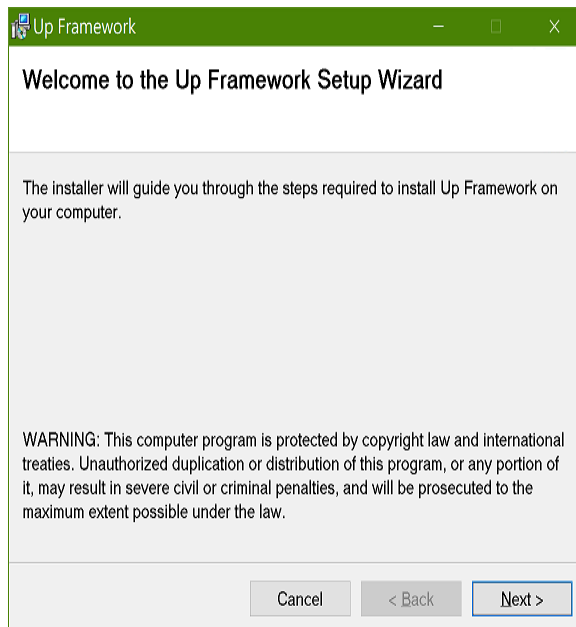 Up Framework
Welcome to the Up Framework Setup Wizard
The installer will guide you through the steps required to install Up Framework on
your computer.
WARNING: This computer program is protected by copyright law and international
treaties. Unauthorized duplication or distribution of this program, or any portion of
it, may result in severe civil or criminal penalties, and will be prosecuted to the
maximum extent possible under the law.
Cancel < Back Next >